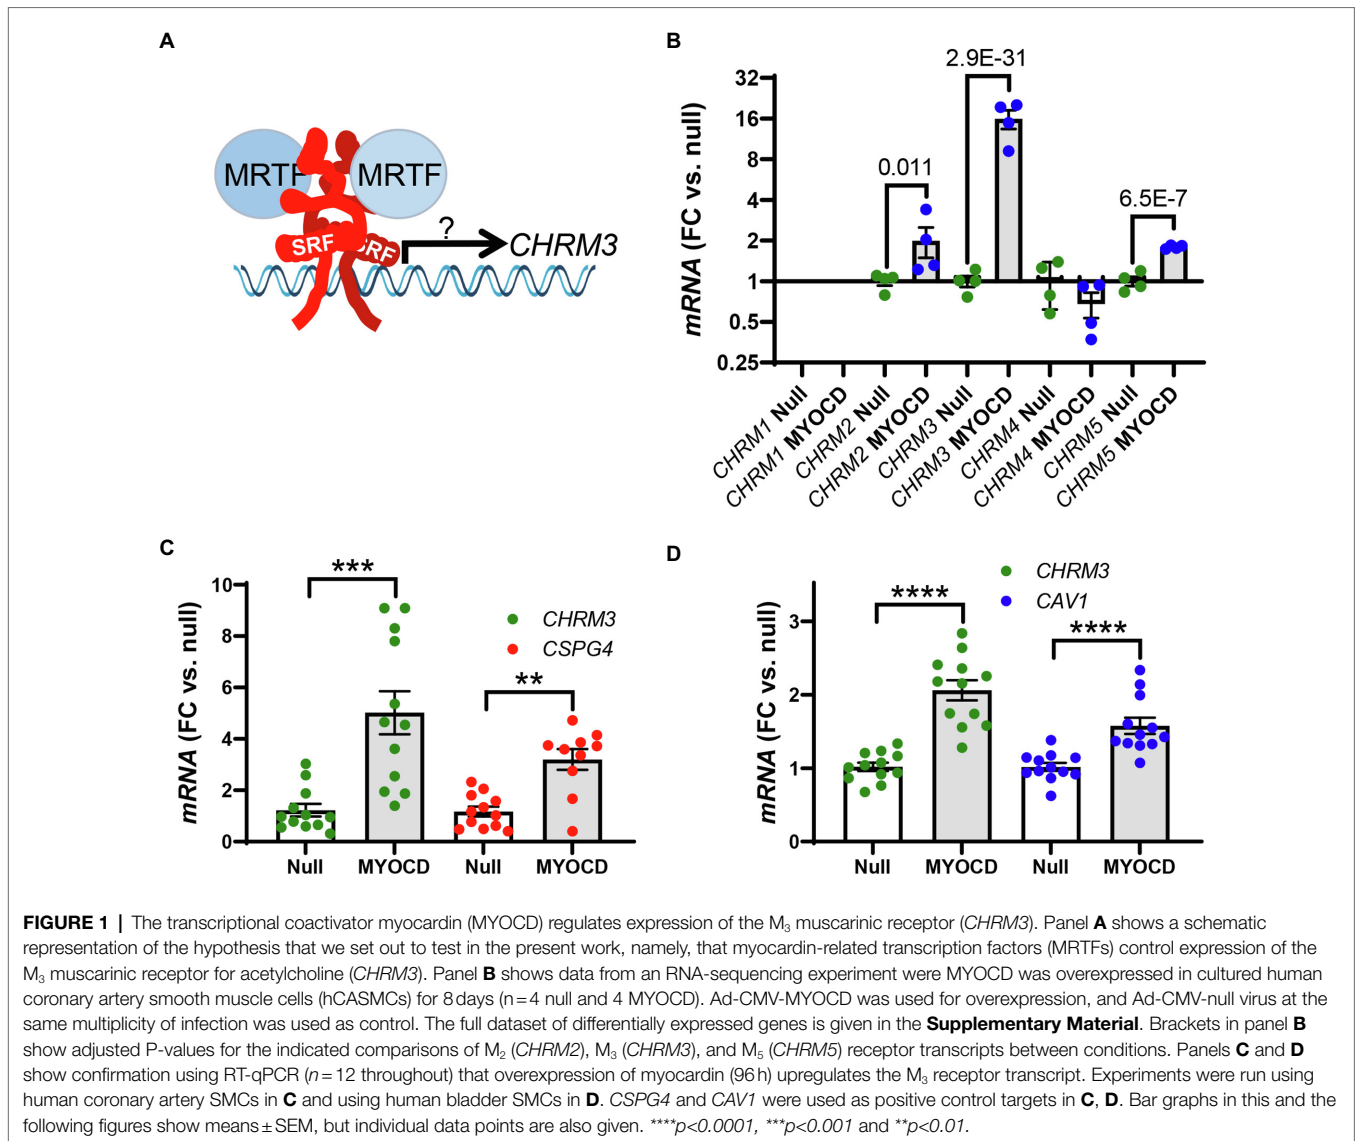 A
MRTF
MRTF
SRF
SRF
?
CHRM3
B
mRNA (FC vs. null)
32
16
8
4
2
1
0.5
0.25
0.011
2.9E-31
6.5E-7
CHRM1 Null
CHRM1 MYOCD
CHRM2 Null
CHRM2 MYOCD
CHRM3 Null
CHRM3 MYOCD
CHRM4 Null
CHRM4 MYOCD
CHRM5 Null
CHRM5 MYOCD
C
mRNA (FC vs. null)
10
8
6
4
2
0
***
**
CHRM3
CSPG4
Null
MYOCD
Null
MYOCD
D
mRNA (FC vs. null)
3
2
1
0
****
****
CHRM3
CAV1
Null
MYOCD
Null
MYOCD
FIGURE 1 | The transcriptional coactivator myocardin (MYOCD) regulates expression of the M3 muscarinic receptor (CHRM3). Panel A shows a schematic
representation of the hypothesis that we set out to test in the present work, namely, that myocardin-related transcription factors (MRTFs) control expression of the
M3 muscarinic receptor for acetylcholine (CHRM3). Panel B shows data from an RNA-sequencing experiment were MYOCD was overexpressed in cultured human
coronary artery smooth muscle cells (hCASMCs) for 8 days (n=4 null and 4 MYOCD). Ad-CMV-MYOCD was used for overexpression, and Ad-CMV-null virus at the
same multiplicity of infection was used as control. The full dataset of differentially expressed genes is given in the Supplementary Material. Brackets in panel B
show adjusted P-values for the indicated comparisons of M2 (CHRM2), M3 (CHRM3), and M5 (CHRM5) receptor transcripts between conditions. Panels C and D
show confirmation using RT-qPCR (n=12 throughout) that overexpression of myocardin (96 h) upregulates the M3 receptor transcript. Experiments were run using
human coronary artery SMCs in C and using human bladder SMCs in D. CSPG4 and CAV1 were used as positive control targets in C, D. Bar graphs in this and the
following figures show means±SEM, but individual data points are also given. ****p<0.0001, ***p<0.001 and **p<0.01.